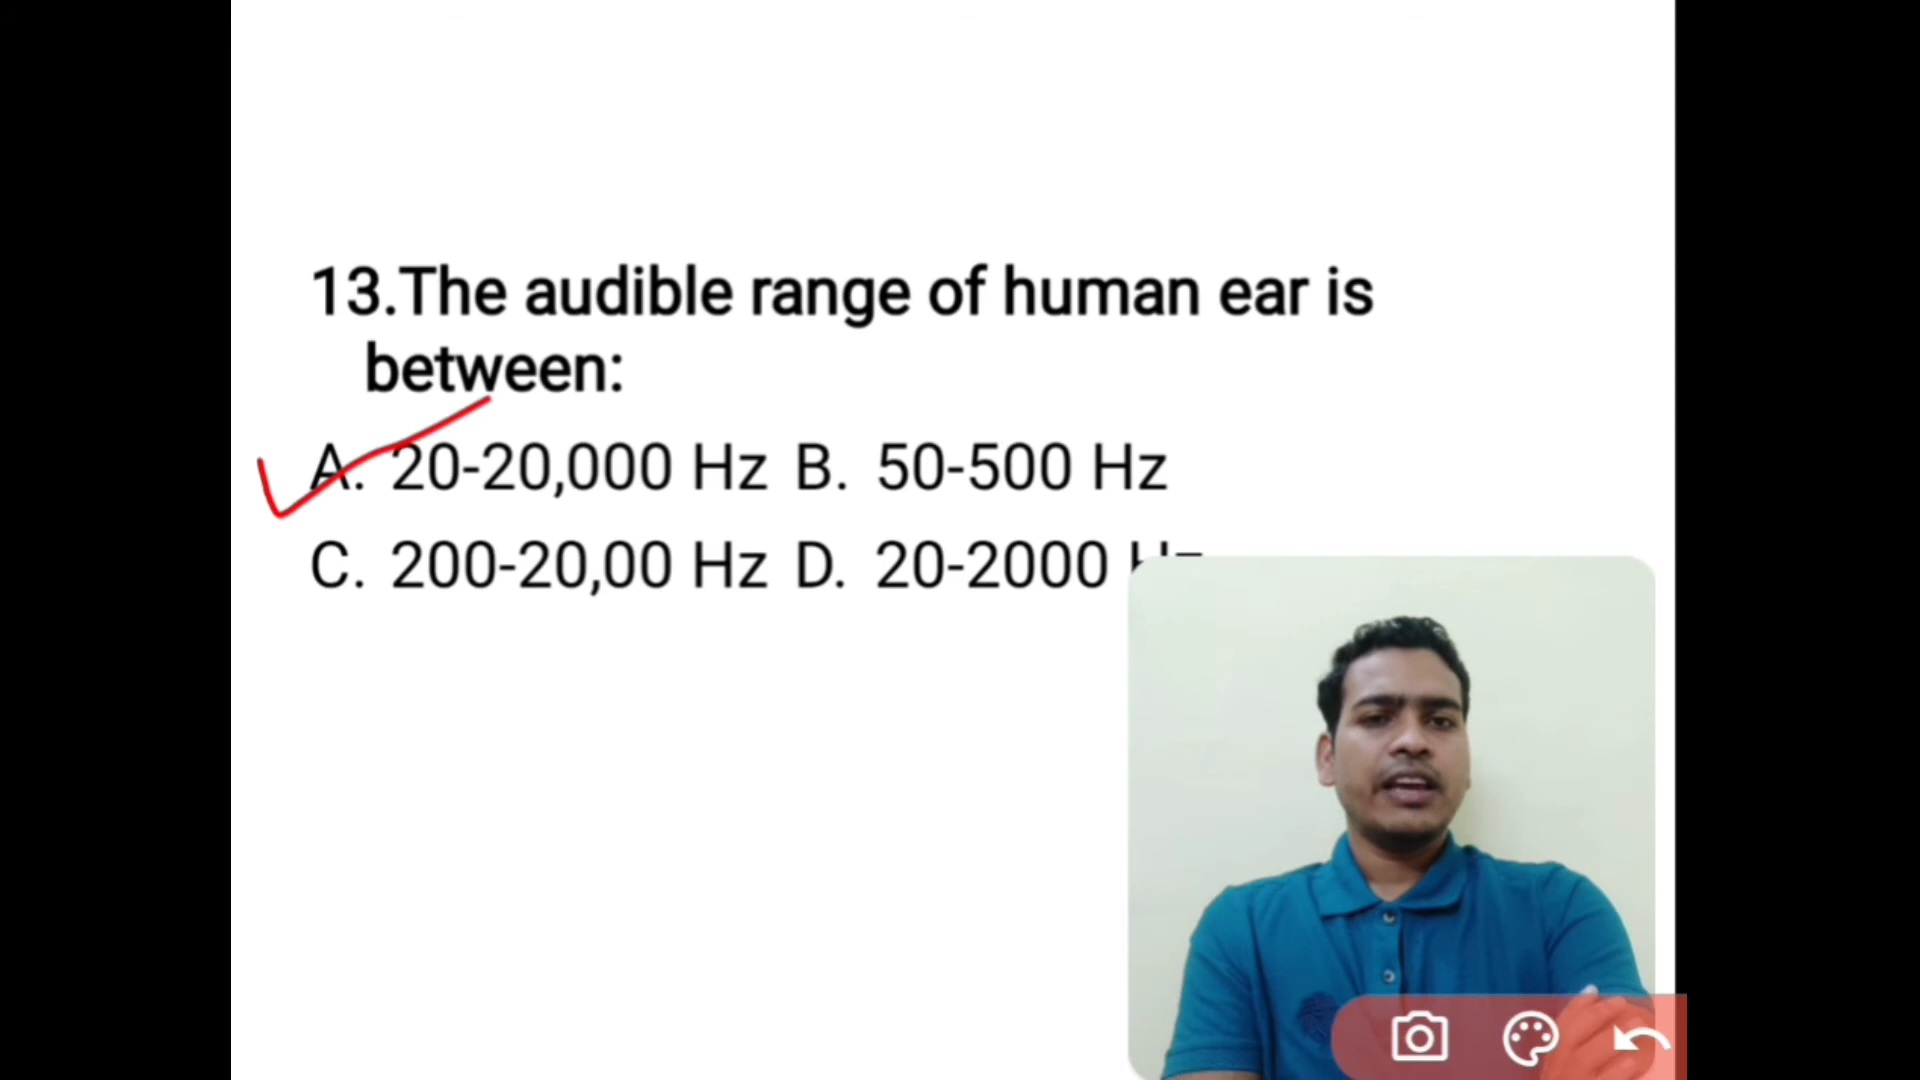 13.The audible range of human ear is
between:
A. 20-20,000 Hz B. 50-500 Hz
C. 200-20,00 Hz D. 20-2000